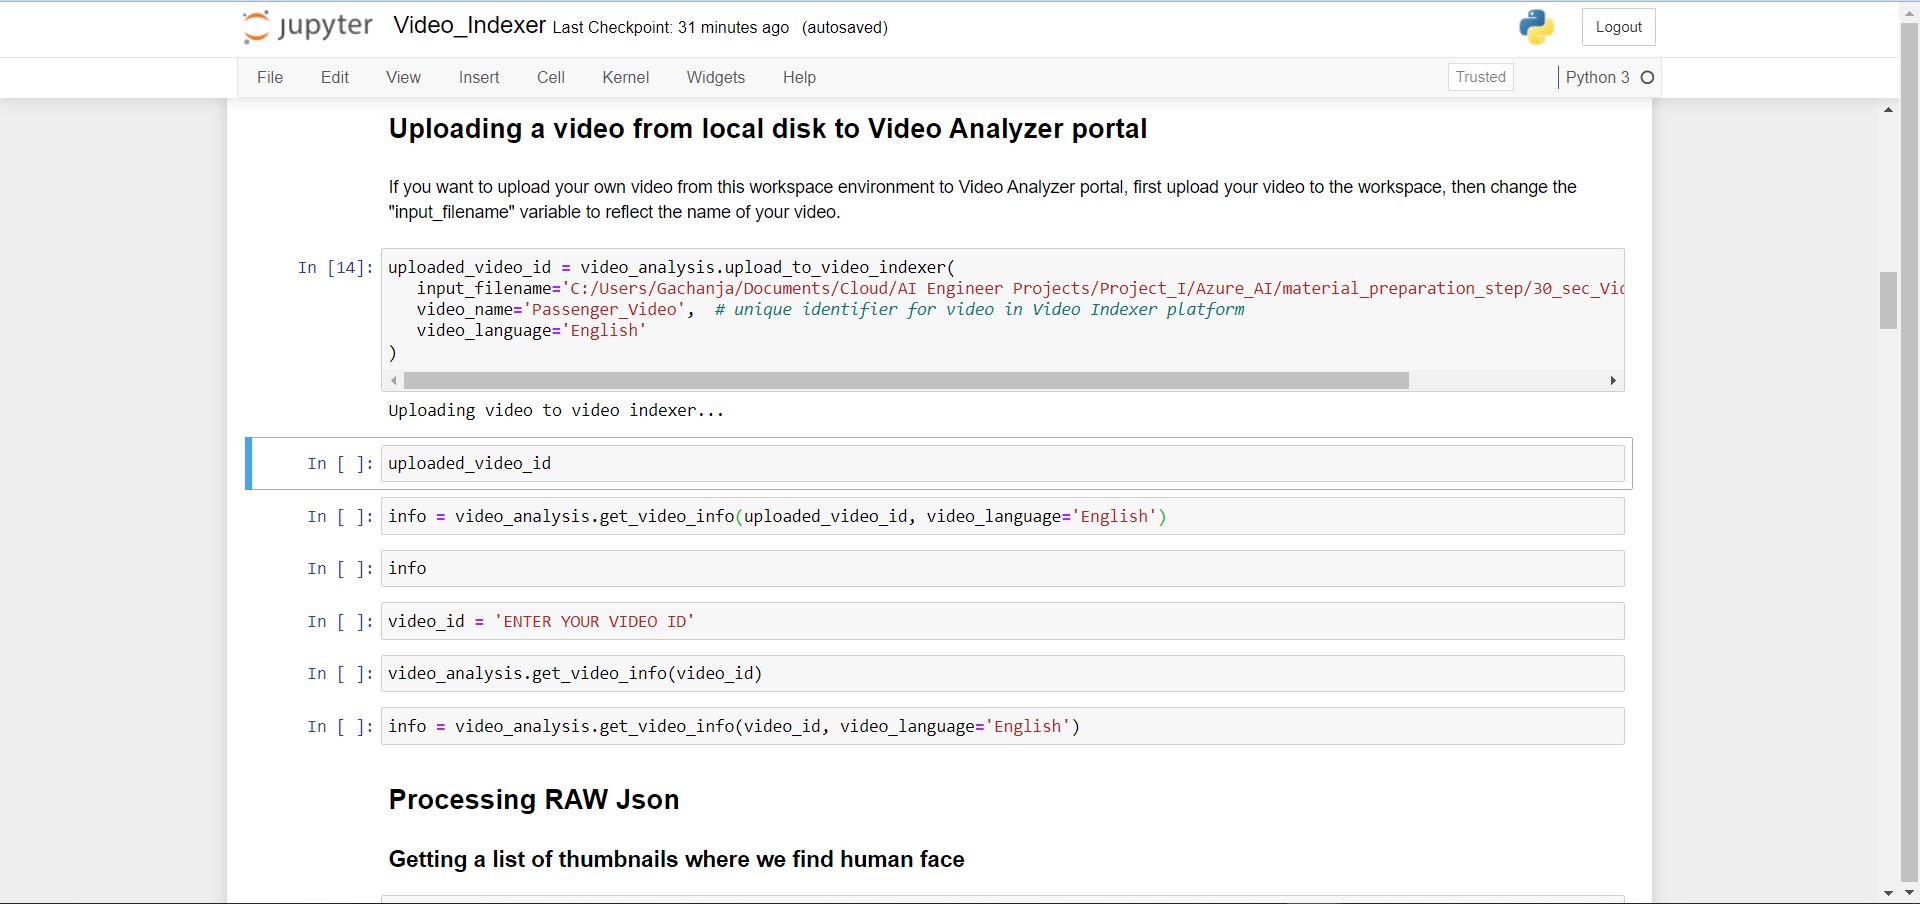 jupyter Video_Indexer Last Checkpoint: 31 minutes ago (autosaved)
Logout
File Edit View Insert Cell Kernel Widgets Help
Trusted
Python 3
Uploading a video from local disk to Video Analyzer portal
If you want to upload your own video from this workspace environment to Video Analyzer portal, first upload your video to the workspace, then change the
"input_filename" variable to reflect the name of your video.
In [14]: uploaded_video_id = video_analysis.upload_to_video_indexer(
input_filename='C:/Users/Gachanja/Documents/Cloud/AI Engineer Projects/Project_I/Azure_AI/material_preparation_step/30_sec_Vic
video_name='Passenger_Video', # unique identifier for video in Video Indexer platform
video_language='English'
)
Uploading video to video indexer...
In [ ]: uploaded_video_id
In [ ]: info = video_analysis.get_video_info(uploaded_video_id, video_language='English')
In [ ]: info
In [ ]: video_id = 'ENTER YOUR VIDEO ID'
In [ ]: video_analysis.get_video_info(video_id)
In [ ]: info = video_analysis.get_video_info(video_id, video_language='English')
Processing RAW Json
Getting a list of thumbnails where we find human face